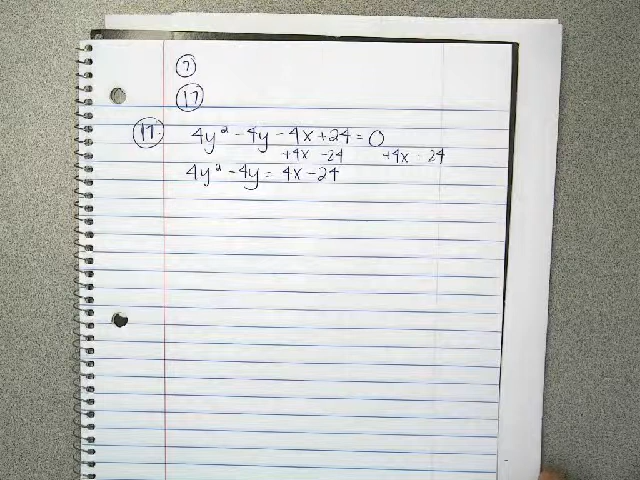 7
17
17. 4y² - 4y - 4x + 24 = 0
+4x -24 +4x -24
4y² - 4y = 4x - 24